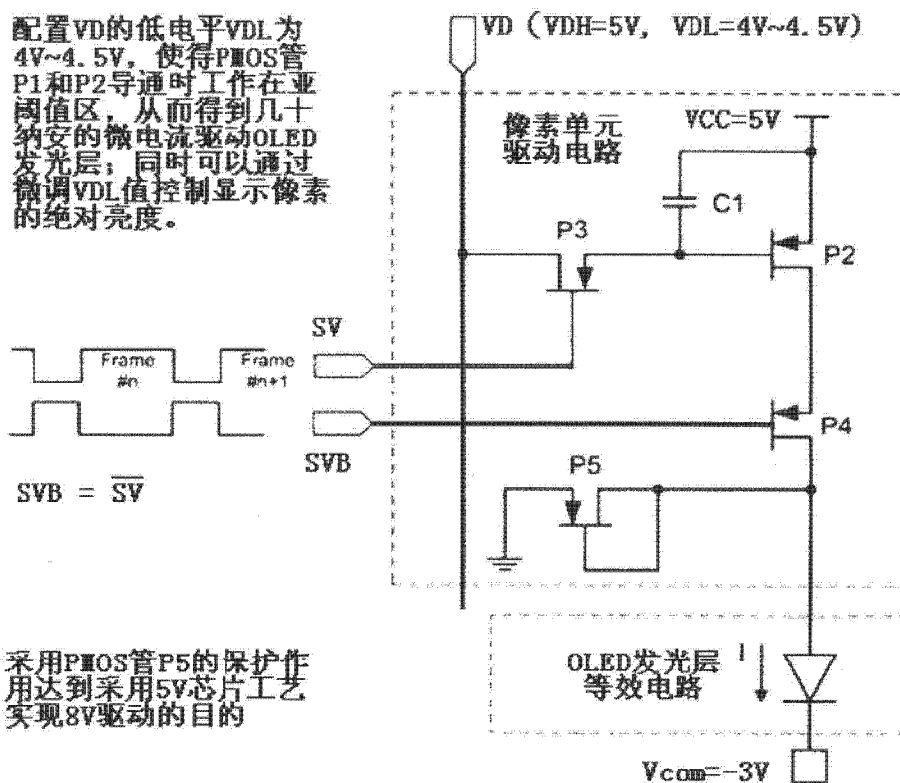 配置VD的低电平VDL为
4V~4.5V，使得PMOS管
P1和P2导通时工作在亚
阈值区，从而得到几十
纳安的微电流驱动OLED
发光层；同时可以通过
微调VDL值控制显示像素
的绝对亮度。
VD（VDH=5V, VDL=4V~4.5V）
像素单元
驱动电路
VCC=5V
C1
P3
P2
SV
Frame
#n
Frame
#n+1
P4
SVB
P5
SVB = S̅V̅
采用PMOS管P5的保护作
用达到采用5V芯片工艺
实现8V驱动的目的
OLED发光层
等效电路
I
Vcom=-3V